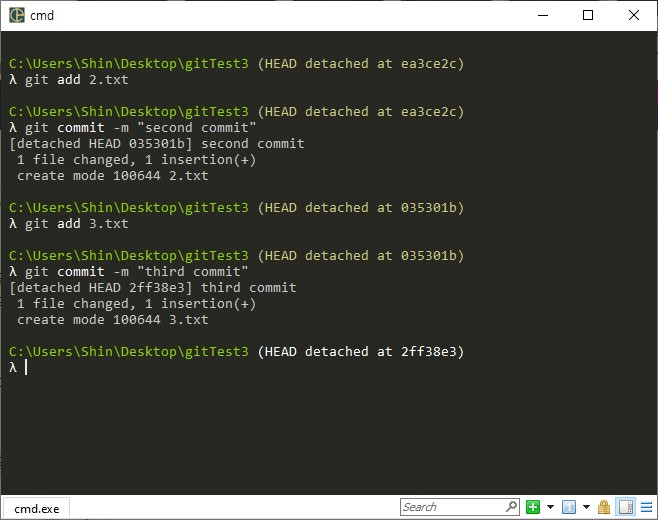 cmd
C:\Users\Shin\Desktop\gitTest3 (HEAD detached at ea3ce2c)
λ git add 2.txt
C:\Users\Shin\Desktop\gitTest3 (HEAD detached at ea3ce2c)
λ git commit -m "second commit"
[detached HEAD 035301b] second commit
 1 file changed, 1 insertion(+)
 create mode 100644 2.txt
C:\Users\Shin\Desktop\gitTest3 (HEAD detached at 035301b)
λ git add 3.txt
C:\Users\Shin\Desktop\gitTest3 (HEAD detached at 035301b)
λ git commit -m "third commit"
[detached HEAD 2ff38e3] third commit
 1 file changed, 1 insertion(+)
 create mode 100644 3.txt
C:\Users\Shin\Desktop\gitTest3 (HEAD detached at 2ff38e3)
λ
cmd.exe
Search